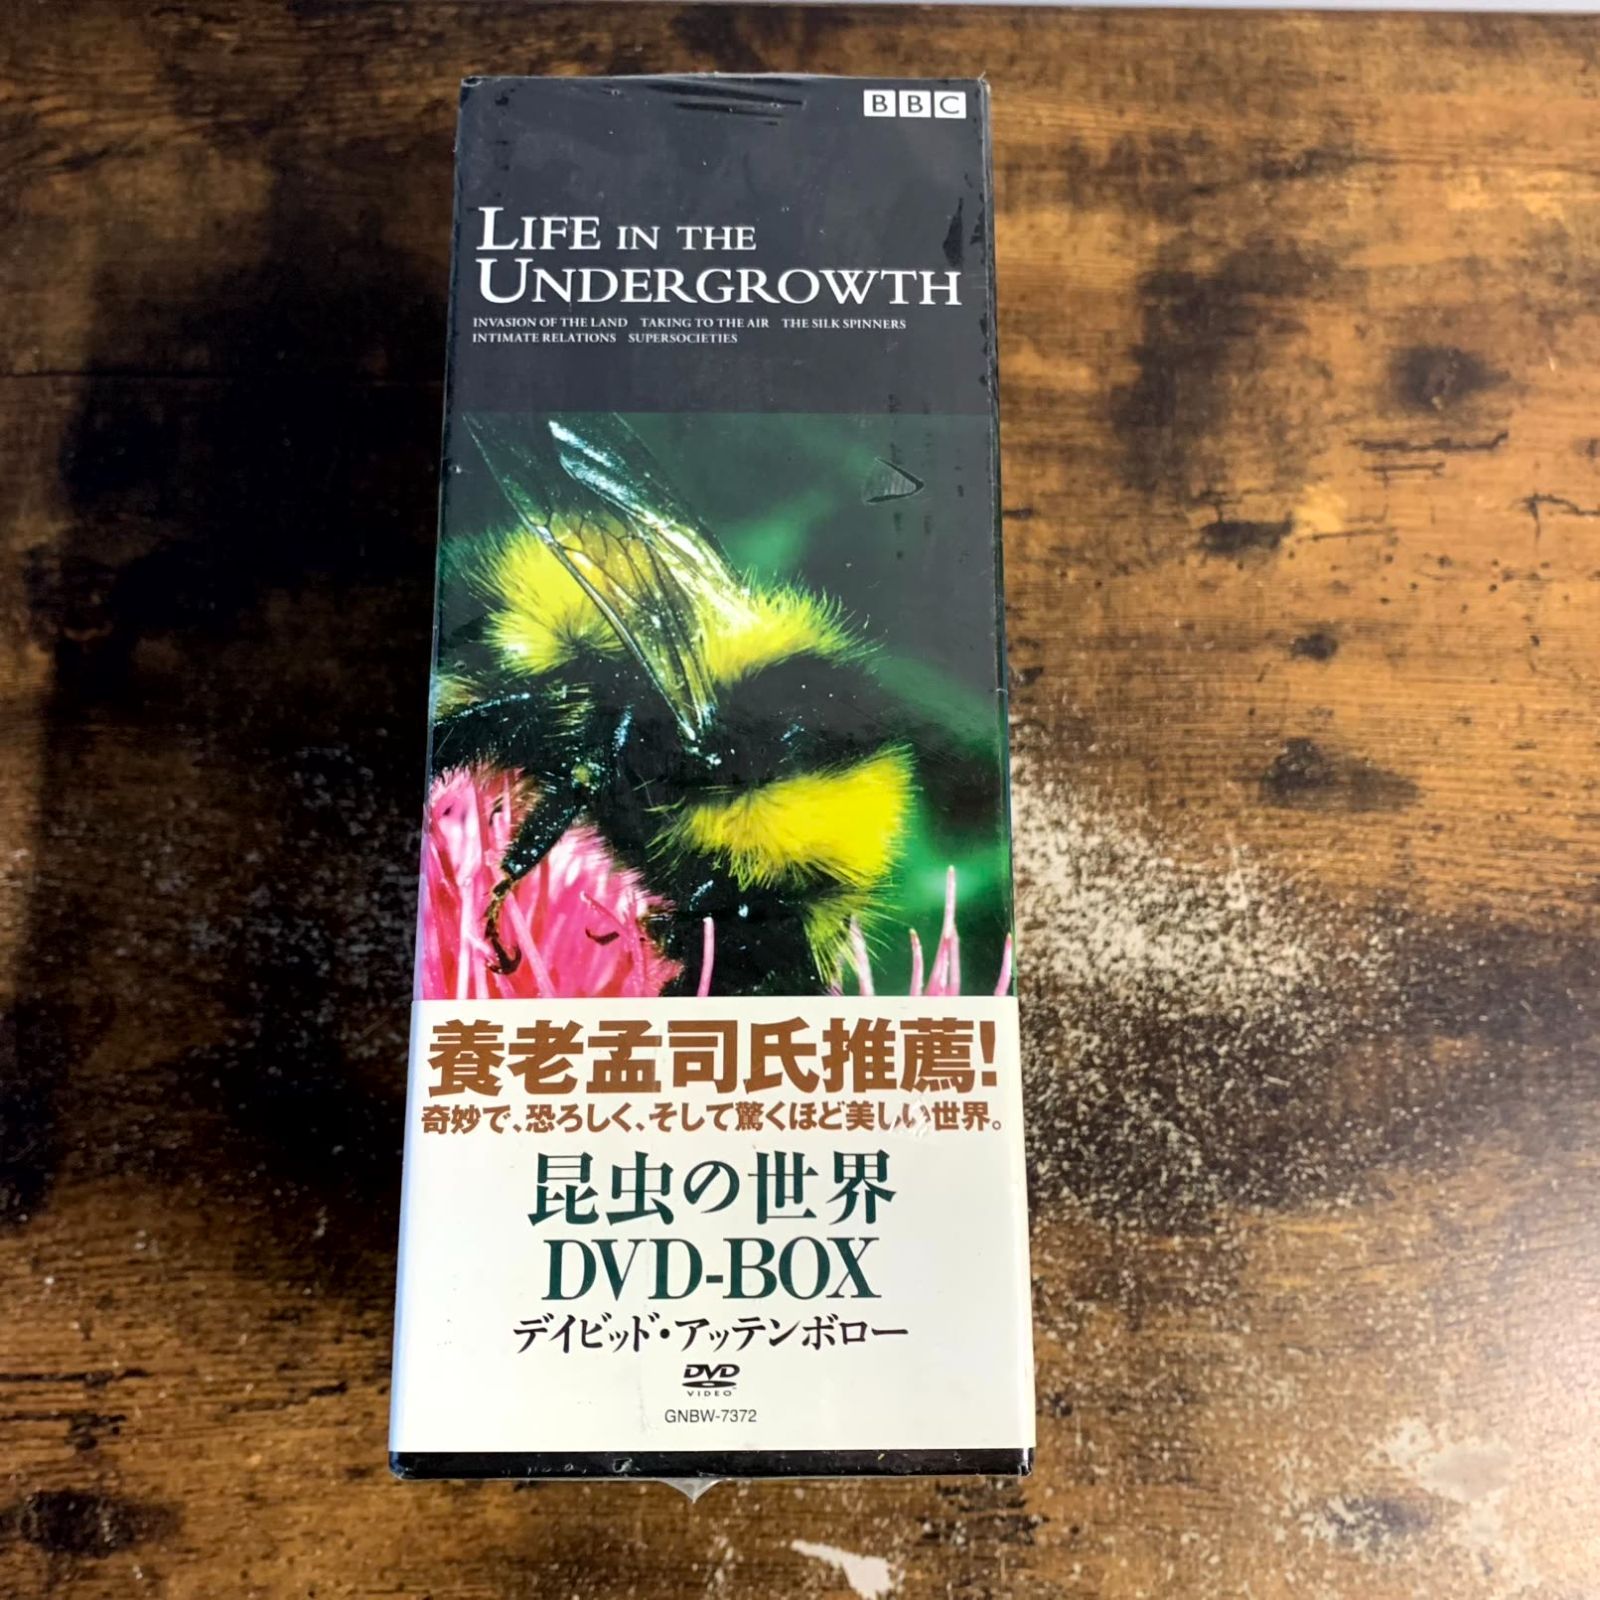 BBC
LIFE IN THE
UNDERGROWTH
INVASION OF THE LAND TAKING TO THE AIR THE SILK SPINNERS
INTIMATE RELATIONS SUPERSOCIETIES
養老孟司氏推薦!
奇妙で、恐ろしく、そして驚くほど美しい世界。
昆虫の世界
DVD-BOX
デイビッド・アッテンボロー
DVD
VIDEO
GNBW-7372